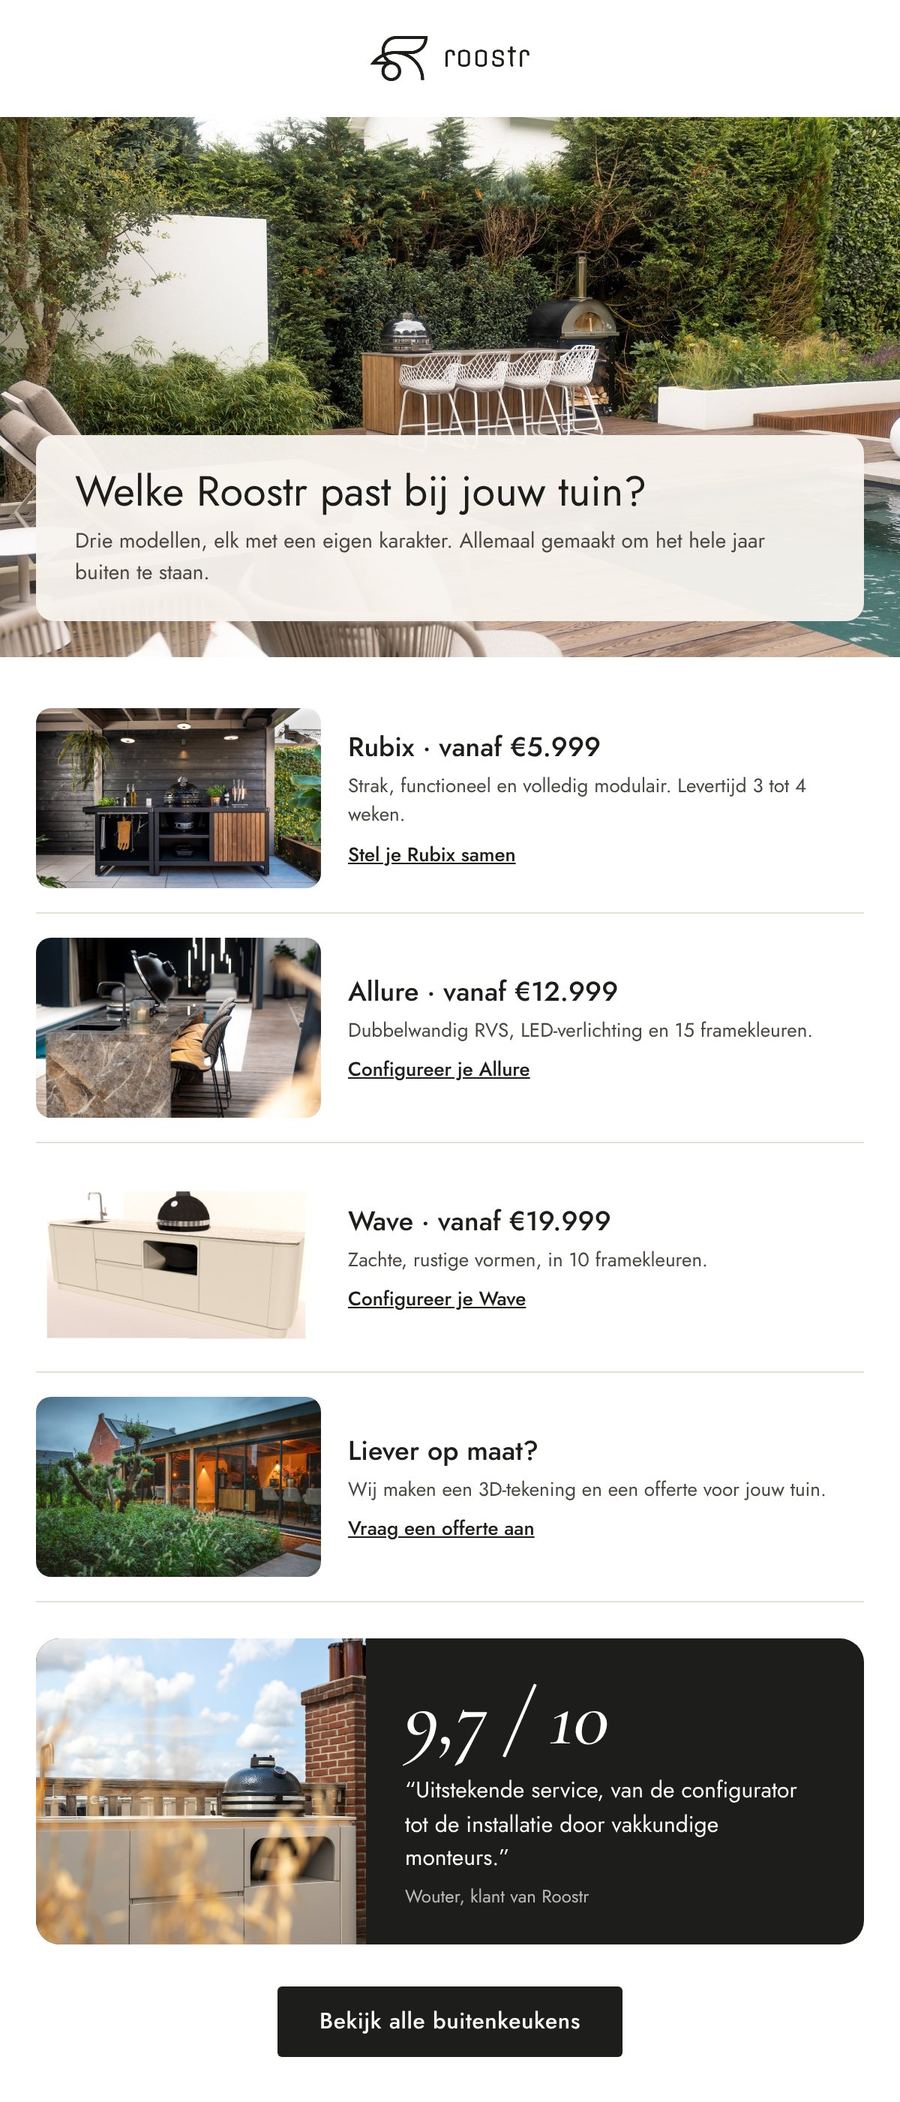 roostr
Welke Roostr past bij jouw tuin?
Drie modellen, elk met een eigen karakter. Allemaal gemaakt om het hele jaar
buiten te staan.
Rubix · vanaf €5.999
Strak, functioneel en volledig modulair. Levertijd 3 tot 4
weken.
Stel je Rubix samen
Allure · vanaf €12.999
Dubbelwandig RVS, LED-verlichting en 15 framekleuren.
Configureer je Allure
Wave · vanaf €19.999
Zachte, rustige vormen, in 10 framekleuren.
Configureer je Wave
Liever op maat?
Wij maken een 3D-tekening en een offerte voor jouw tuin.
Vraag een offerte aan
9,7 / 10
“Uitstekende service, van de configurator
tot de installatie door vakkundige
monteurs.”
Wouter, klant van Roostr
Bekijk alle buitenkeukens